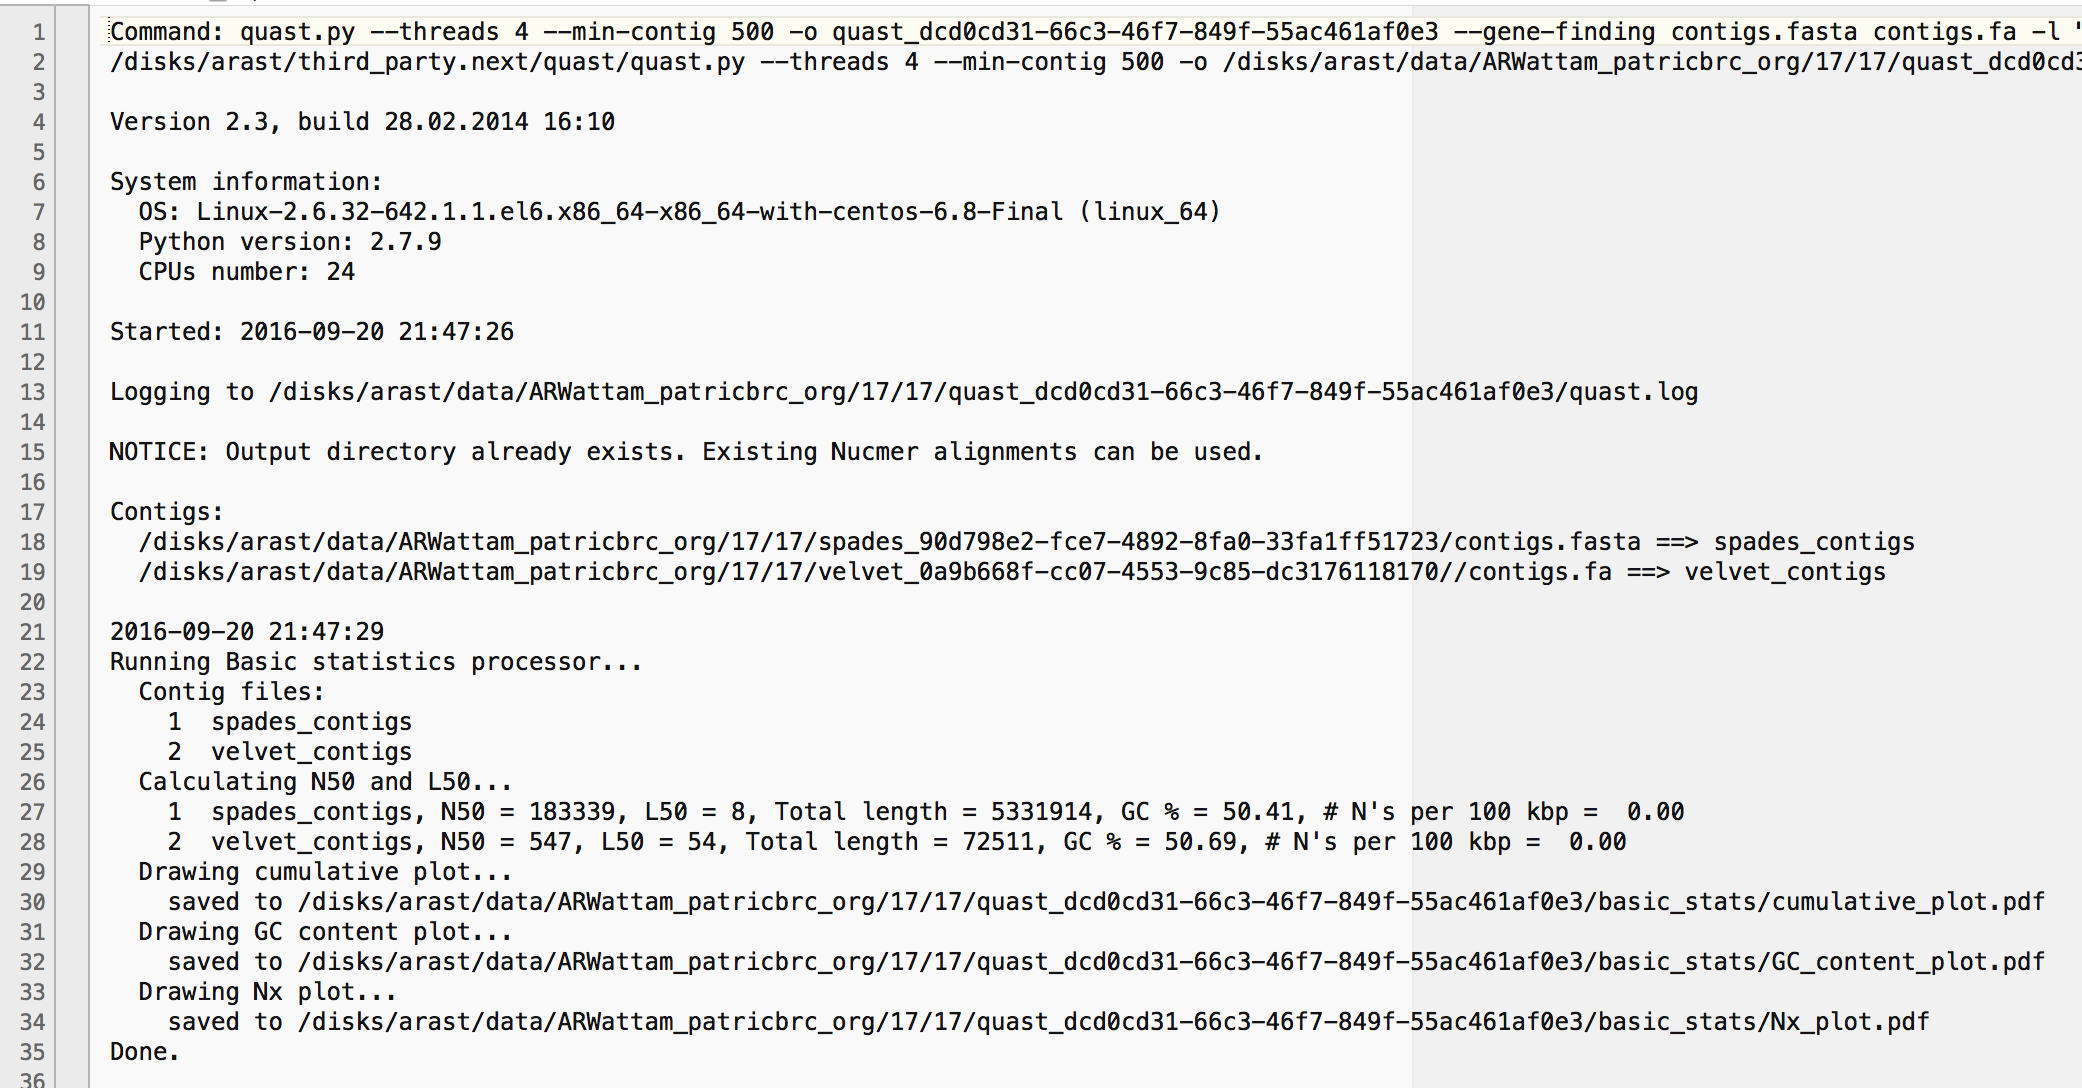 1 Command: quast.py --threads 4 --min-contig 500 -o quast_dcd0cd31-66c3-46f7-849f-55ac461af0e3 --gene-finding contigs.fasta contigs.fa -l '
2 /disks/arast/third_party.next/quast/quast.py --threads 4 --min-contig 500 -o /disks/arast/data/ARWattam_patricbrc_org/17/17/quast_dcd0cd3
3
4 Version 2.3, build 28.02.2014 16:10
5
6 System information:
7 OS: Linux-2.6.32-642.1.1.el6.x86_64-x86_64-with-centos-6.8-Final (linux_64)
8 Python version: 2.7.9
9 CPUs number: 24
10
11 Started: 2016-09-20 21:47:26
12
13 Logging to /disks/arast/data/ARWattam_patricbrc_org/17/17/quast_dcd0cd31-66c3-46f7-849f-55ac461af0e3/quast.log
14
15 NOTICE: Output directory already exists. Existing Nucmer alignments can be used.
16
17 Contigs:
18 /disks/arast/data/ARWattam_patricbrc_org/17/17/spades_90d798e2-fce7-4892-8fa0-33fa1ff51723/contigs.fasta ==> spades_contigs
19 /disks/arast/data/ARWattam_patricbrc_org/17/17/velvet_0a9b668f-cc07-4553-9c85-dc3176118170//contigs.fa ==> velvet_contigs
20
21 2016-09-20 21:47:29
22 Running Basic statistics processor...
23 Contig files:
24 1 spades_contigs
25 2 velvet_contigs
26 Calculating N50 and L50...
27 1 spades_contigs, N50 = 183339, L50 = 8, Total length = 5331914, GC % = 50.41, # N's per 100 kbp = 0.00
28 2 velvet_contigs, N50 = 547, L50 = 54, Total length = 72511, GC % = 50.69, # N's per 100 kbp = 0.00
29 Drawing cumulative plot...
30 saved to /disks/arast/data/ARWattam_patricbrc_org/17/17/quast_dcd0cd31-66c3-46f7-849f-55ac461af0e3/basic_stats/cumulative_plot.pdf
31 Drawing GC content plot...
32 saved to /disks/arast/data/ARWattam_patricbrc_org/17/17/quast_dcd0cd31-66c3-46f7-849f-55ac461af0e3/basic_stats/GC_content_plot.pdf
33 Drawing Nx plot...
34 saved to /disks/arast/data/ARWattam_patricbrc_org/17/17/quast_dcd0cd31-66c3-46f7-849f-55ac461af0e3/basic_stats/Nx_plot.pdf
35 Done.
36